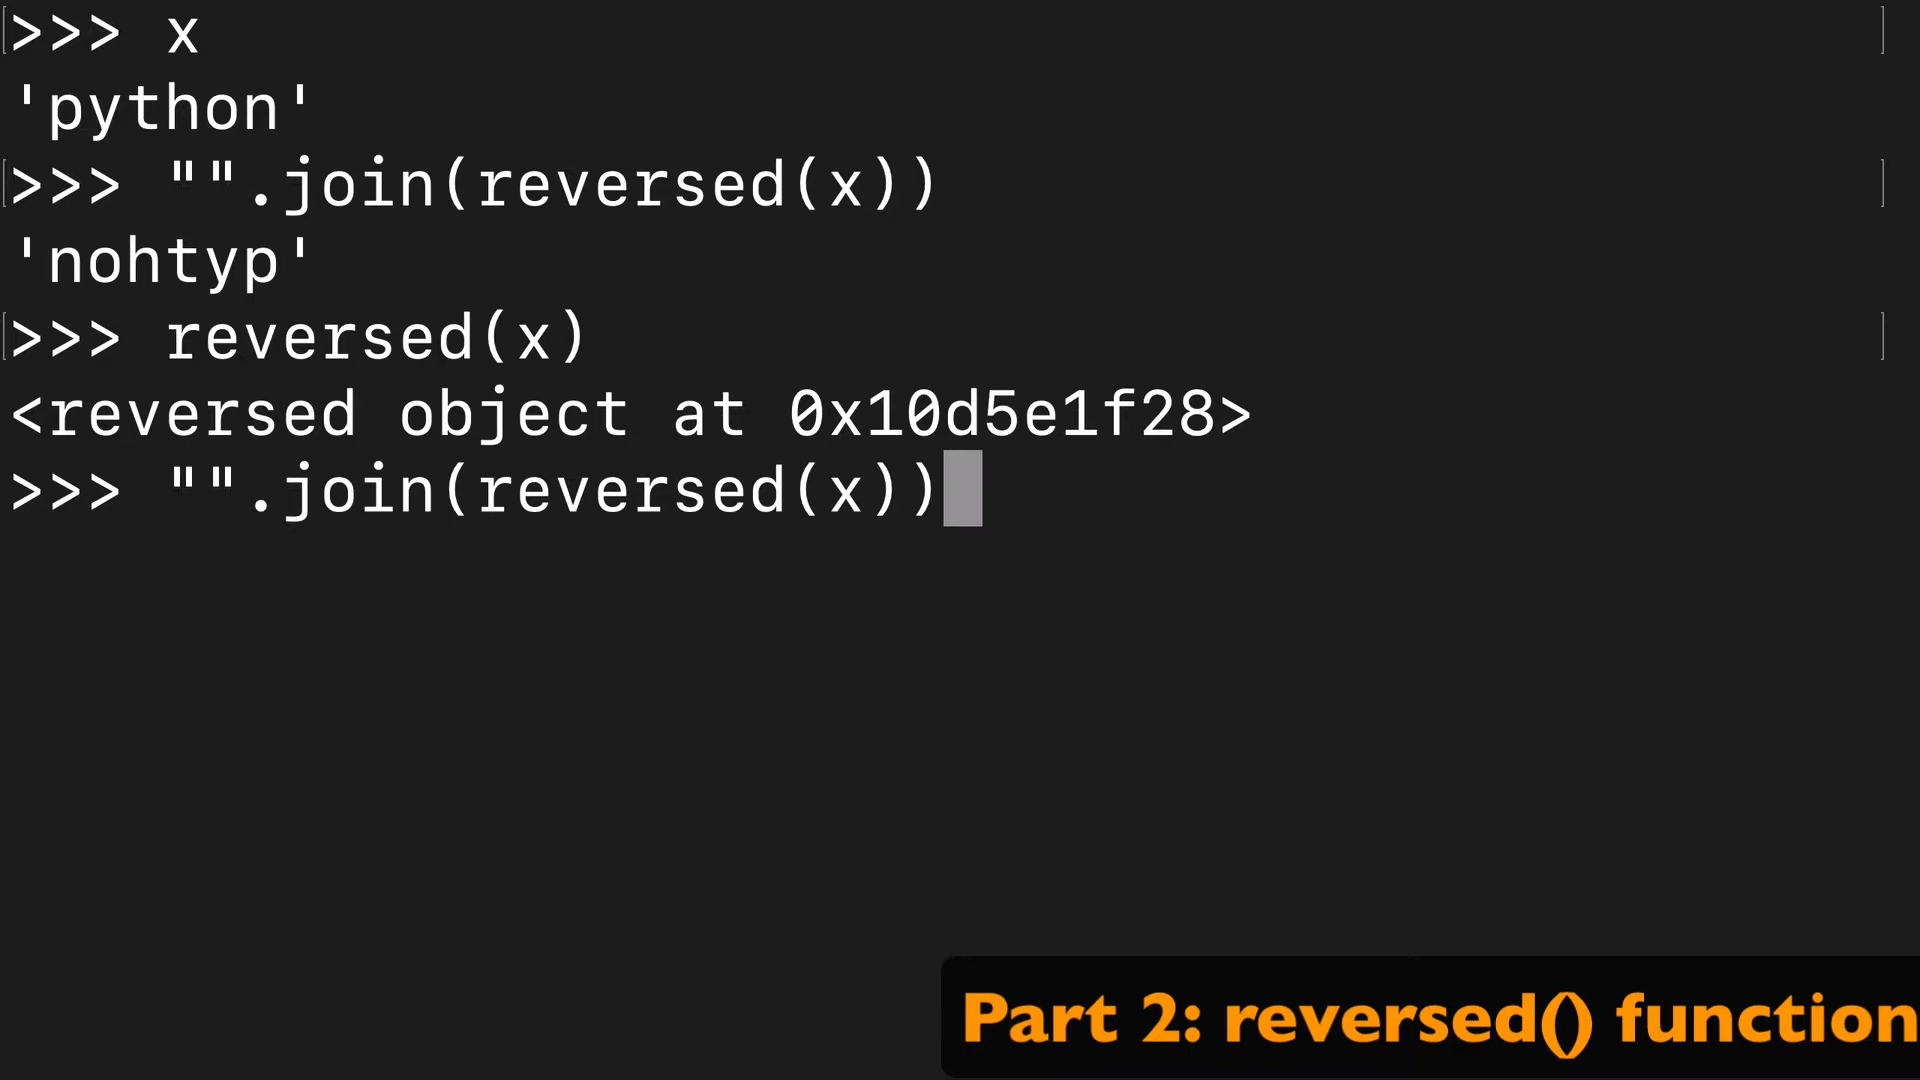 >>> x
'python'
>>> "".join(reversed(x))
'nohtyp'
>>> reversed(x)
<reversed object at 0x10d5e1f28>
>>> "".join(reversed(x))
Part 2: reversed() function